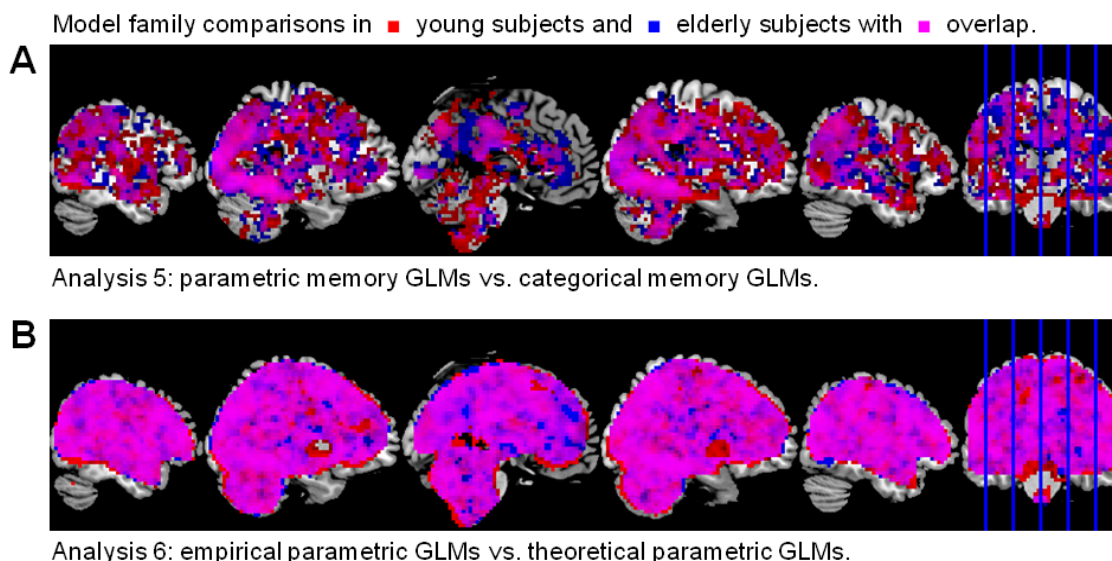 Model family comparisons in young subjects and elderly subjects with overlap.
A
Analysis 5: parametric memory GLMs vs. categorical memory GLMs.
B
Analysis 6: empirical parametric GLMs vs. theoretical parametric GLMs.